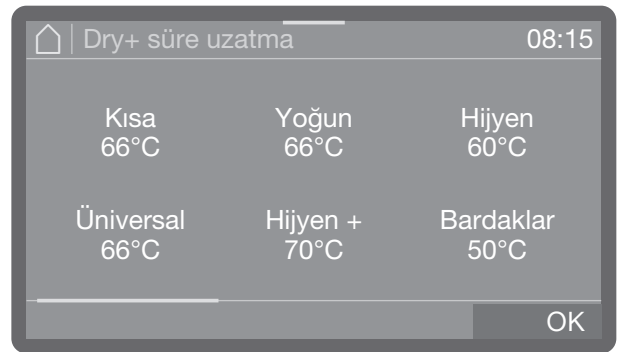 Dry+ süre uzatma 08:15
Kısa Yoğun Hijyen
66°C 66°C 60°C
Üniversal Hijyen + Bardaklar
66°C 70°C 50°C
OK